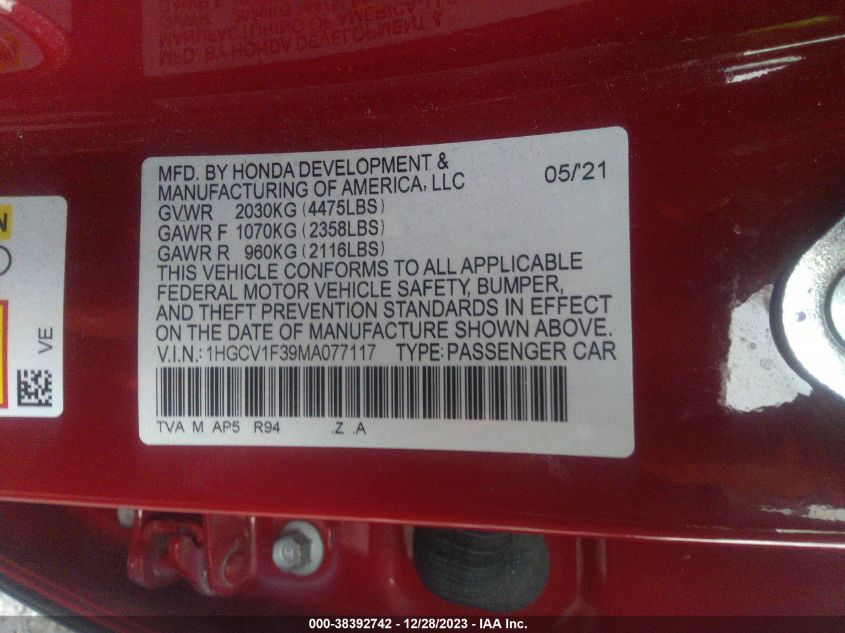 MFD. BY HONDA DEVELOPMENT &
MANUFACTURING OF AMERICA, LLC
05/'21
GVWR 2030KG (4475LBS)
GAWR F 1070KG (2358LBS)
GAWR R 960KG (2116LBS)
THIS VEHICLE CONFORMS TO ALL APPLICABLE
FEDERAL MOTOR VEHICLE SAFETY, BUMPER,
AND THEFT PREVENTION STANDARDS IN EFFECT
ON THE DATE OF MANUFACTURE SHOWN ABOVE.
V.I.N.: 1HGCV1F39MA077117 TYPE: PASSENGER CAR
TVA M AP5 R94 .Z .A
N
VE
000-38392742 - 12/28/2023 - IAA Inc.